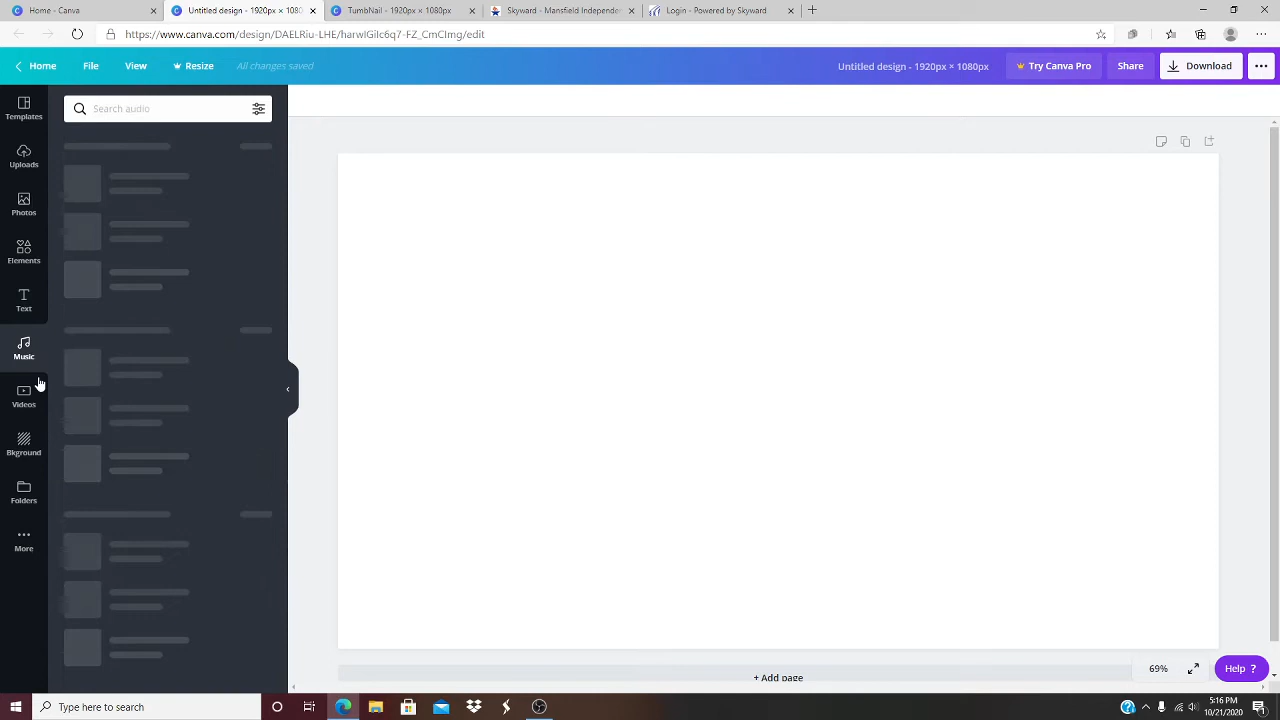 Home - Canva
Untitled design - 1920px × 1080
TumbNail - 1920px × 1080px
Skyward - Mansfield Independen
Login - Powered by Skyward
https://www.canva.com/design/DAELRiu-LHE/harwIGilc6q7-FZ_CmCImg/edit
Home
File
View
Resize
All changes saved
Untitled design - 1920px × 1080px
Try Canva Pro
Share
Download
Search audio
Templates
Uploads
Photos
Elements
Text
Music
Videos
Bkground
Folders
More
+ Add page
69%
Help ?
Type here to search
5:16 PM
10/21/2020